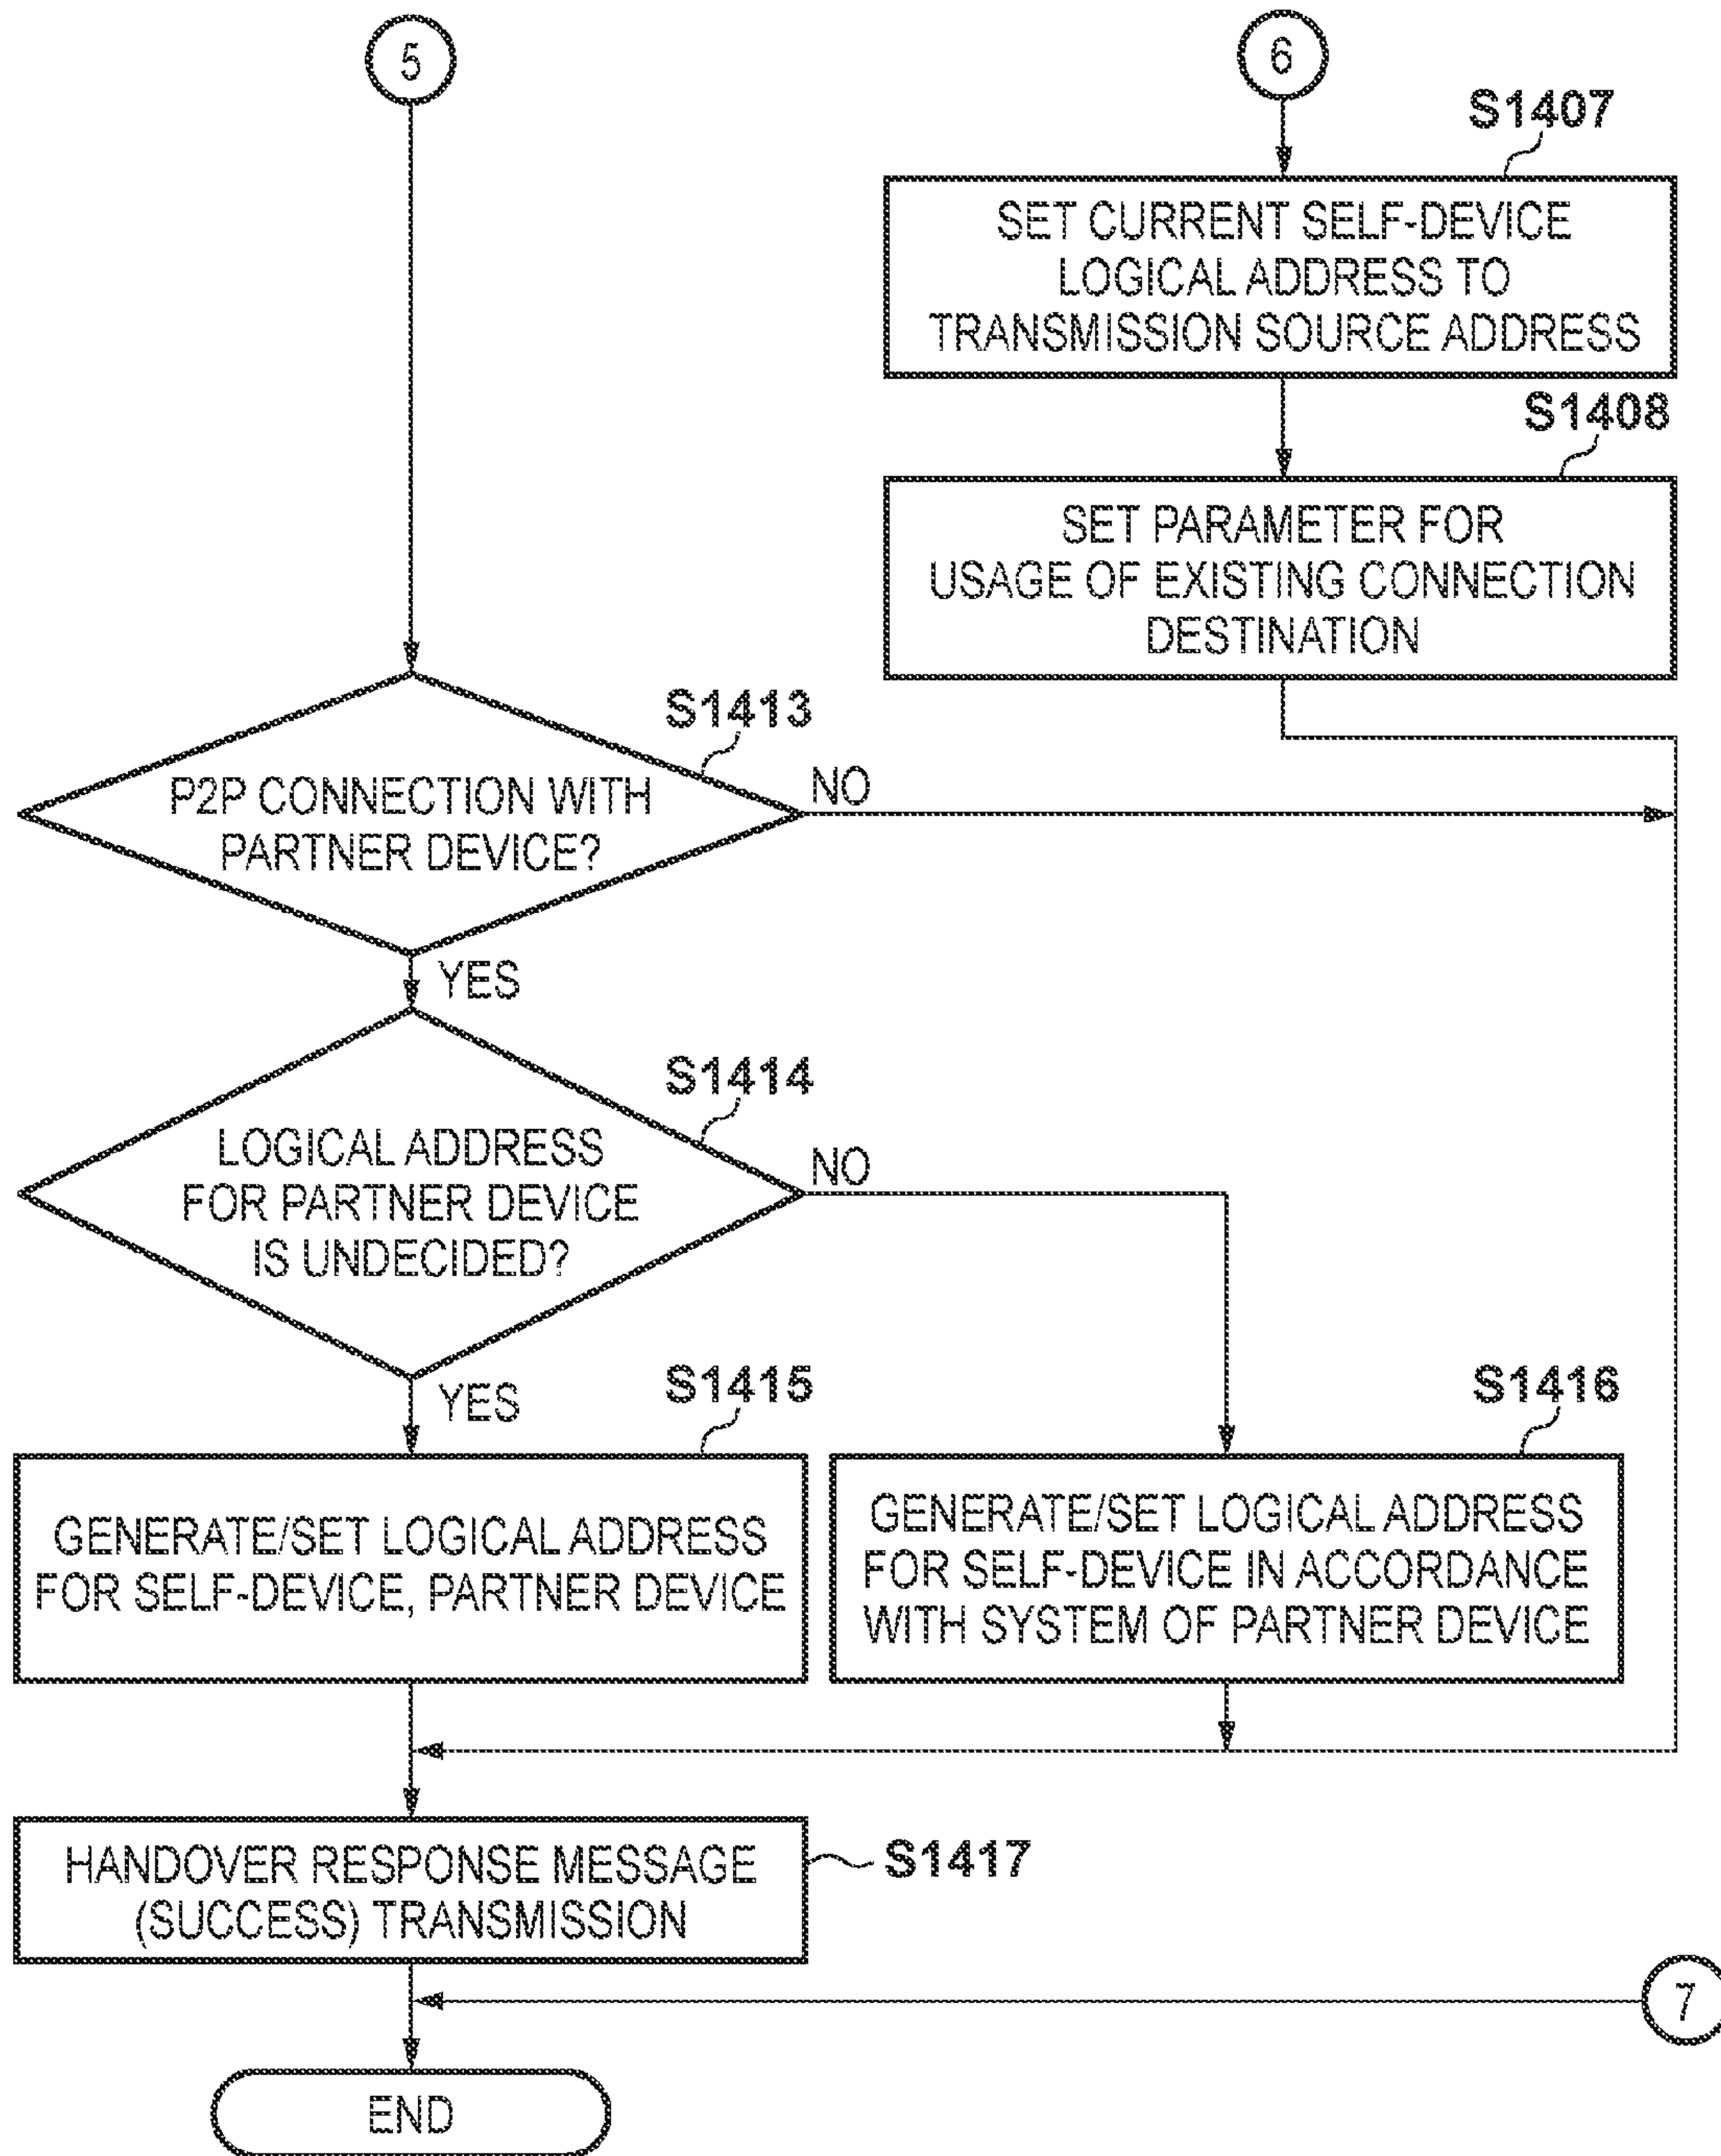 5
6
S1407
SET CURRENT SELF-DEVICE
LOGICAL ADDRESS TO
TRANSMISSION SOURCE ADDRESS
S1408
SET PARAMETER FOR
USAGE OF EXISTING CONNECTION
DESTINATION
S1413
P2P CONNECTION WITH
PARTNER DEVICE?
NO
YES
S1414
LOGICAL ADDRESS
FOR PARTNER DEVICE
IS UNDECIDED?
NO
YES
S1415
GENERATE/SET LOGICAL ADDRESS
FOR SELF-DEVICE, PARTNER DEVICE
S1416
GENERATE/SET LOGICAL ADDRESS
FOR SELF-DEVICE IN ACCORDANCE
WITH SYSTEM OF PARTNER DEVICE
HANDOVER RESPONSE MESSAGE
(SUCCESS) TRANSMISSION
S1417
7
END